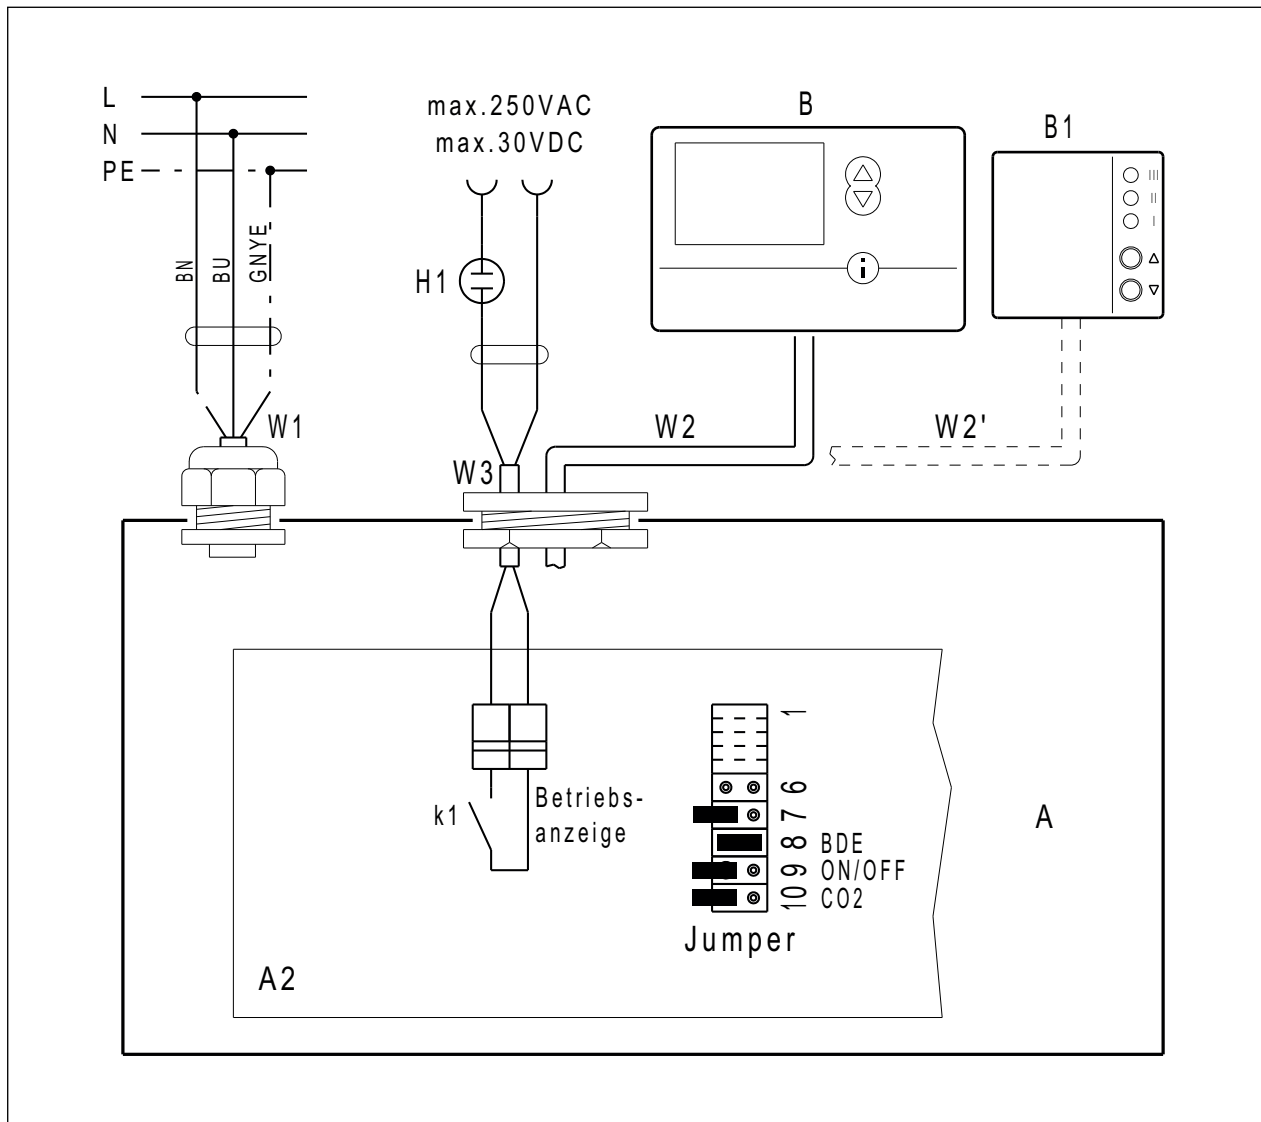 L
N
PE
BN
BU
GNYE
W1
max.250VAC
max.30VDC
H1
W3
B
i
B1
III
II
I
W2
W2'
k1
Betriebs-
anzeige
1
6
7
8 BDE
9 ON/OFF
10 CO2
Jumper
A
A2